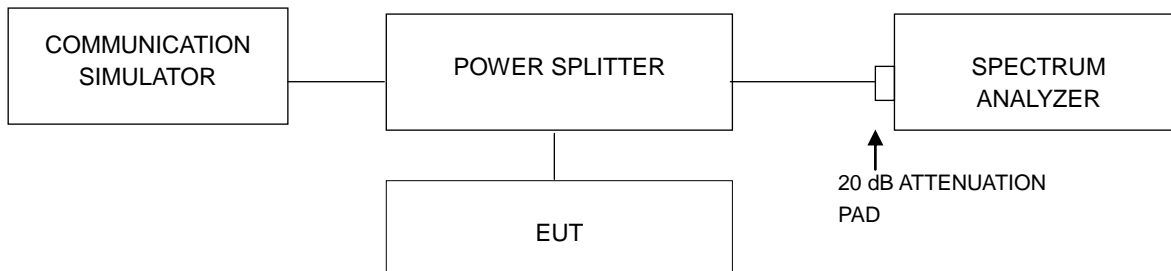 COMMUNICATION
SIMULATOR
POWER SPLITTER
SPECTRUM
ANALYZER
20 dB ATTENUATION
PAD
EUT